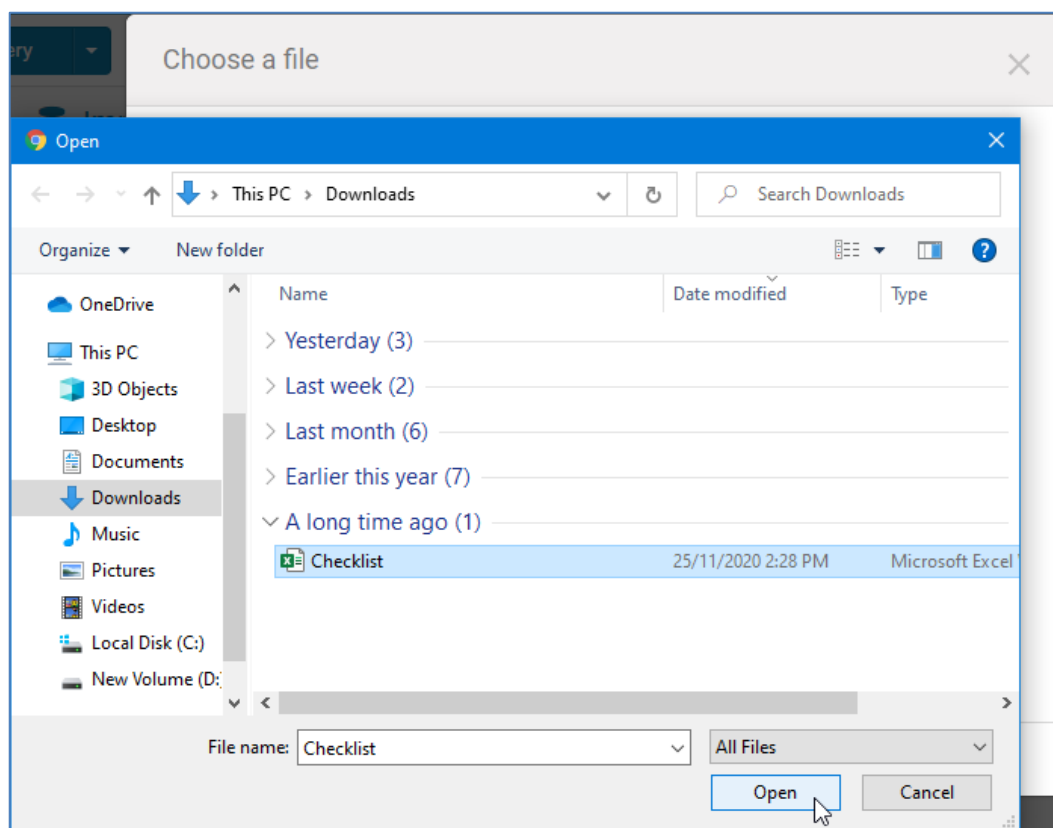 ery
Choose a file
Open
This PC > Downloads
Search Downloads
Organize
New folder
Name
Date modified
Type
OneDrive
This PC
3D Objects
Desktop
Documents
Downloads
Music
Pictures
Videos
Local Disk (C:)
New Volume (D:
Yesterday (3)
Last week (2)
Last month (6)
Earlier this year (7)
A long time ago (1)
Checklist 25/11/2020 2:28 PM Microsoft Excel
File name: Checklist
All Files
Open
Cancel